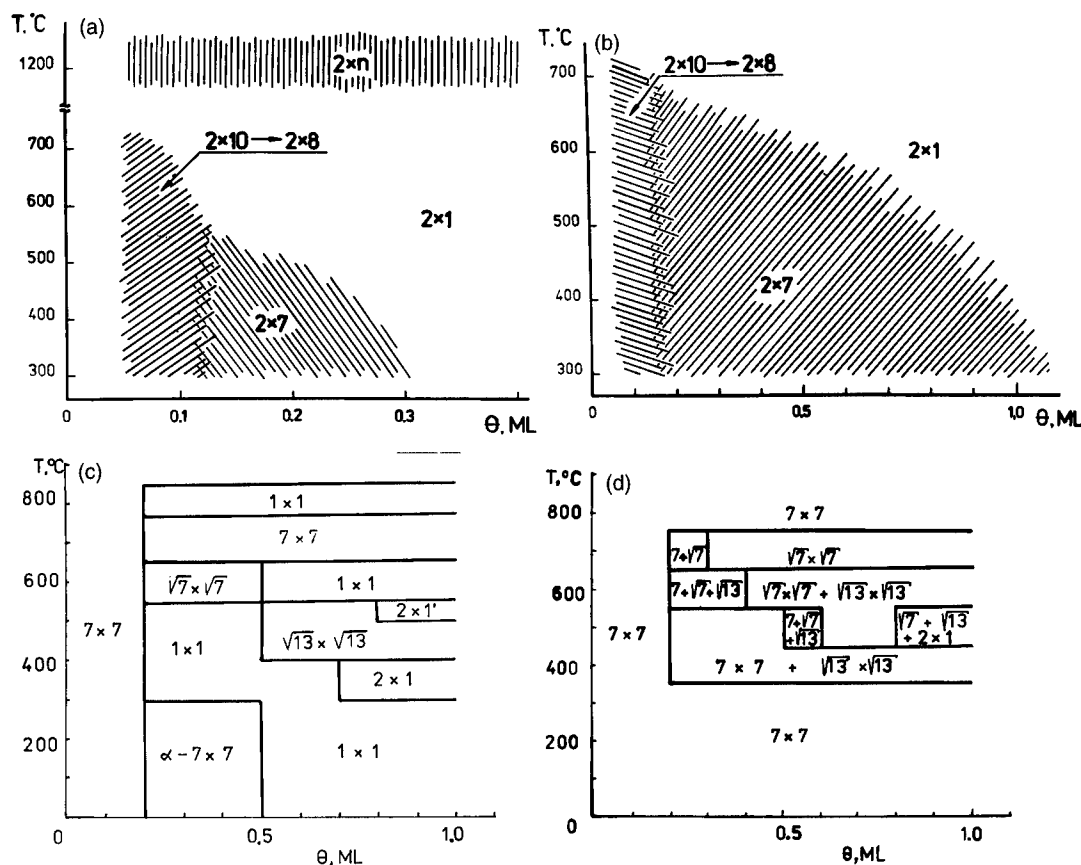 T, °C (a)
1200
2×n
700
2×10 → 2×8
600
2×1
500
400
2×7
300
0 0.1 0.2 0.3 θ, ML
T, °C (b)
700
2×10 → 2×8
600
2×1
500
400
2×7
300
0 0.5 1.0 θ, ML
T, °C (c)
800
1 × 1
7 × 7
600
√7 × √7 1 × 1
2 × 1'
7 × 7
1 × 1
√13 × √13
400
2 × 1
200
α – 7 × 7
1 × 1
0 0.5 1.0
θ, ML
T, °C (d)
800
7 × 7
7+√7 √7 × √7
600
7+√7+√13 √7×√7 + √13 × √13
7+√7 √7 + √13
+√13 + 2 × 1
7 × 7
400
7 × 7 + √13 × √13
7 × 7
200
0 0.5 1.0
θ, ML